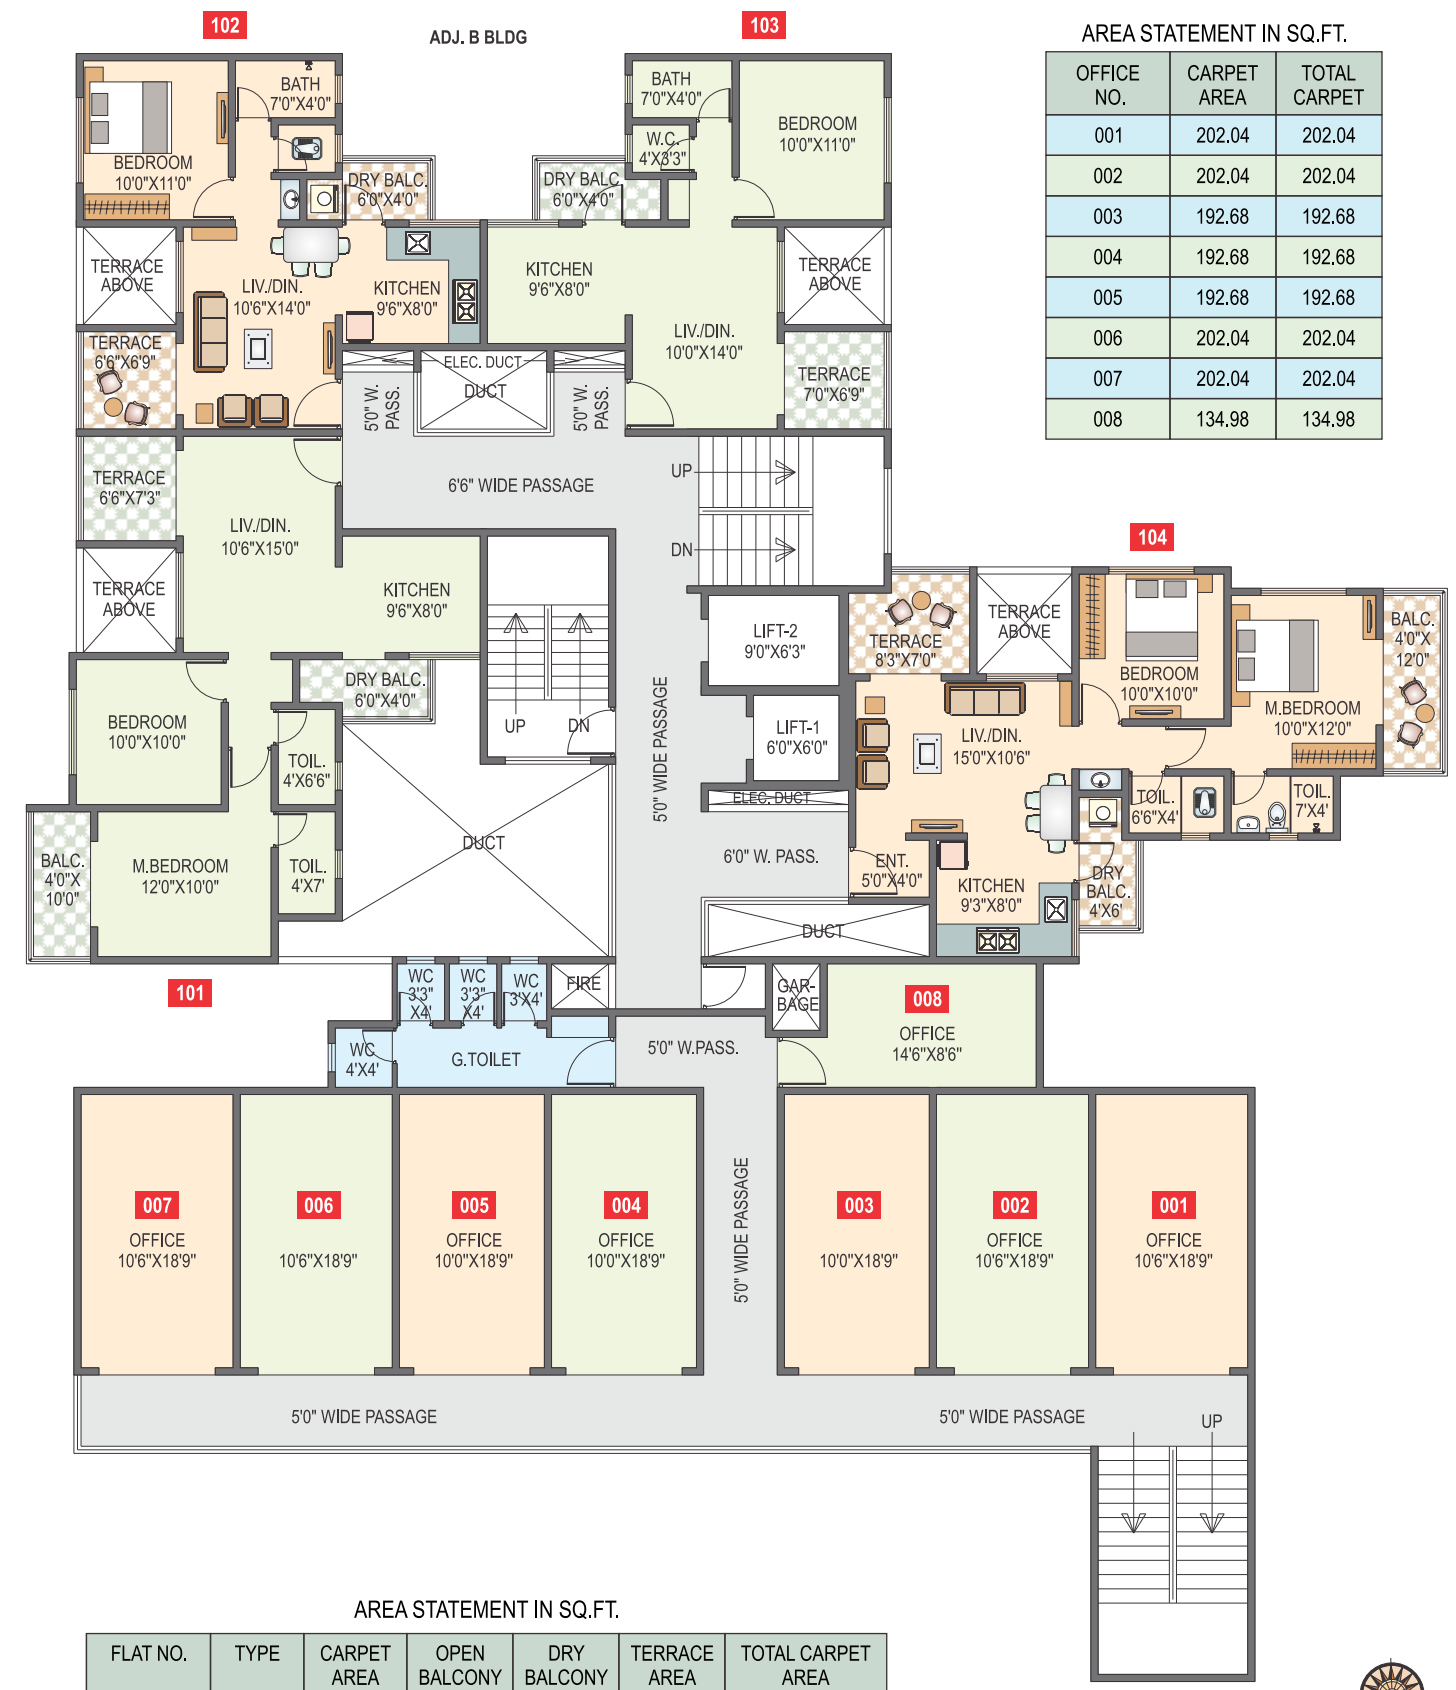 102
ADJ. B BLDG
103
AREA STATEMENT IN SQ.FT.
OFFICE NO. CARPET AREA TOTAL CARPET
001 202.04 202.04
002 202.04 202.04
003 192.68 192.68
004 192.68 192.68
005 192.68 192.68
006 202.04 202.04
007 202.04 202.04
008 134.98 134.98
BATH
7'0"X4'0"
BEDROOM
10'0"X11'0"
DRY BALC.
6'0"X4'0"
TERRACE
ABOVE
LIV./DIN.
10'6"X14'0"
KITCHEN
9'6"X8'0"
TERRACE
6'6"X6'9"
BATH
7'0"X4'0"
W.C.
4'X3'3"
BEDROOM
10'0"X11'0"
DRY BALC.
6'0"X4'0"
KITCHEN
9'6"X8'0"
TERRACE
ABOVE
LIV./DIN.
10'0"X14'0"
TERRACE
7'0"X6'9"
ELEC. DUCT
DUCT
5'0" W.
PASS.
5'0" W.
PASS.
6'6" WIDE PASSAGE
UP
DN
TERRACE
6'6"X7'3"
LIV./DIN.
10'6"X15'0"
TERRACE
ABOVE
KITCHEN
9'6"X8'0"
DRY BALC.
6'0"X4'0"
BEDROOM
10'0"X10'0"
TOIL.
4'X6'6"
BALC.
4'0"X
10'0"
M.BEDROOM
12'0"X10'0"
TOIL.
4'X7'
101
UP
DN
DUCT
5'0" WIDE PASSAGE
LIFT-2
9'0"X6'3"
LIFT-1
6'0"X6'0"
ELEC. DUCT
6'0" W. PASS.
DUCT
104
TERRACE
8'3"X7'0"
TERRACE
ABOVE
BEDROOM
10'0"X10'0"
M.BEDROOM
10'0"X12'0"
BALC.
4'0"X
12'0"
LIV./DIN.
15'0"X10'6"
TOIL.
6'6"X4'
TOIL.
7'X4'
ENT.
5'0"X4'0"
KITCHEN
9'3"X8'0"
DRY
BALC.
4'X6'
WC
3'3"
X4'
WC
3'3"
X4'
WC
3'X4'
FIRE
WC
4'X4'
G.TOILET
5'0" W.PASS.
GAR-
BAGE
008
OFFICE
14'6"X8'6"
007
OFFICE
10'6"X18'9"
006
10'6"X18'9"
005
OFFICE
10'0"X18'9"
004
OFFICE
10'0"X18'9"
5'0" WIDE PASSAGE
003
10'0"X18'9"
002
OFFICE
10'6"X18'9"
001
OFFICE
10'6"X18'9"
5'0" WIDE PASSAGE
5'0" WIDE PASSAGE
UP
AREA STATEMENT IN SQ.FT.
FLAT NO. TYPE CARPET AREA OPEN BALCONY DRY BALCONY TERRACE AREA TOTAL CARPET AREA